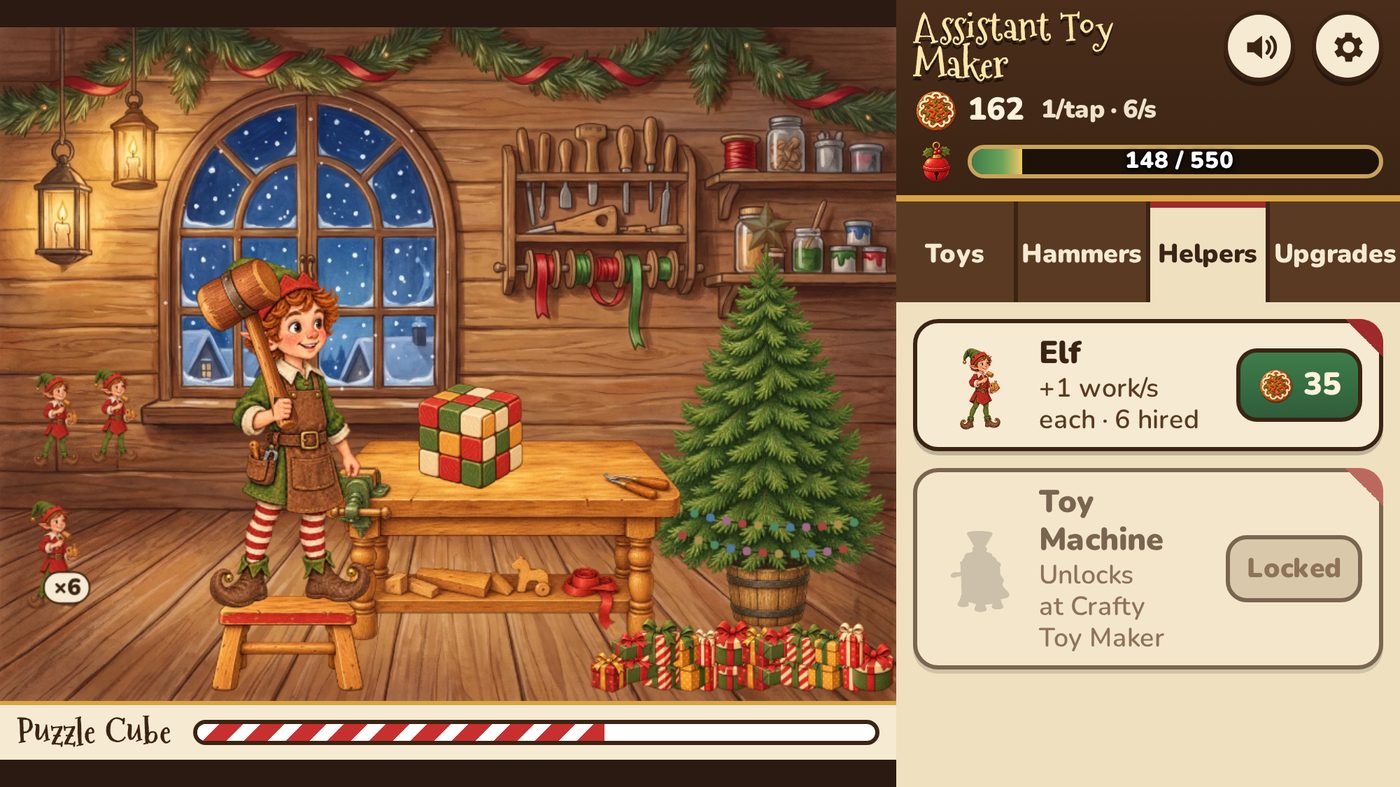 Assistant Toy
Maker
162 1/tap · 6/s
148 / 550
Toys Hammers Helpers Upgrades
Elf
+1 work/s
each · 6 hired
35
Toy
Machine
Unlocks
at Crafty
Toy Maker
Locked
×6
Puzzle Cube